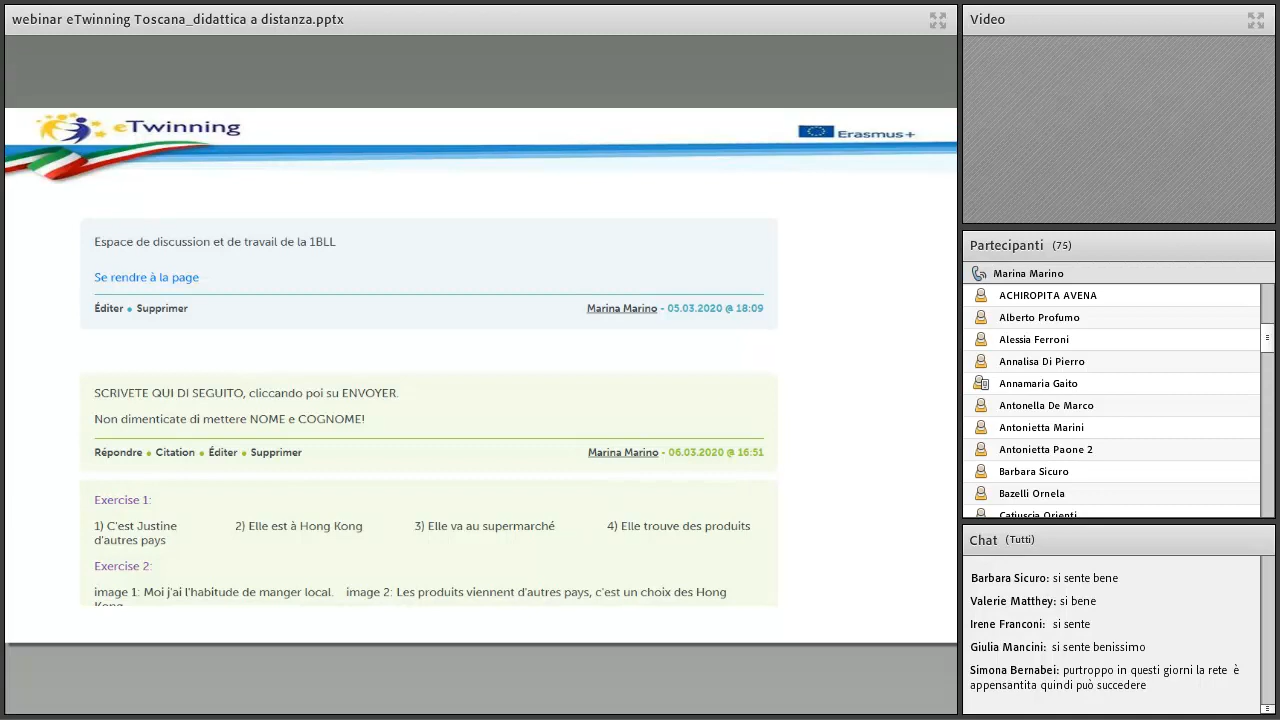 webinar eTwinning Toscana_didattica a distanza.pptx
eTwinning
Erasmus+
Espace de discussion et de travail de la 1BLL
Se rendre à la page
Éditer • Supprimer
Marina Marino - 05.03.2020 @ 18:09
SCRIVETE QUI DI SEGUITO, cliccando poi su ENVOYER.
Non dimenticate di mettere NOME e COGNOME!
Répondre • Citation • Éditer • Supprimer
Marina Marino - 06.03.2020 @ 16:51
Exercise 1:
1) C'est Justine 2) Elle est à Hong Kong 3) Elle va au supermarché 4) Elle trouve des produits
d'autres pays
Exercise 2:
image 1: Moi j'ai l'habitude de manger local. image 2: Les produits viennent d'autres pays, c'est un choix des Hong
Kong
Video
Partecipanti (75)
Marina Marino
ACHIROPITA AVENA
Alberto Profumo
Alessia Ferroni
Annalisa Di Pierro
Annamaria Gaito
Antonella De Marco
Antonietta Marini
Antonietta Paone 2
Barbara Sicuro
Bazelli Ornela
Catiuscia Orienti
Chat (Tutti)
Barbara Sicuro: si sente bene
Valerie Matthey: si bene
Irene Franconi: si sente
Giulia Mancini: si sente benissimo
Simona Bernabei: purtroppo in questi giorni la rete è
appensantita quindi può succedere